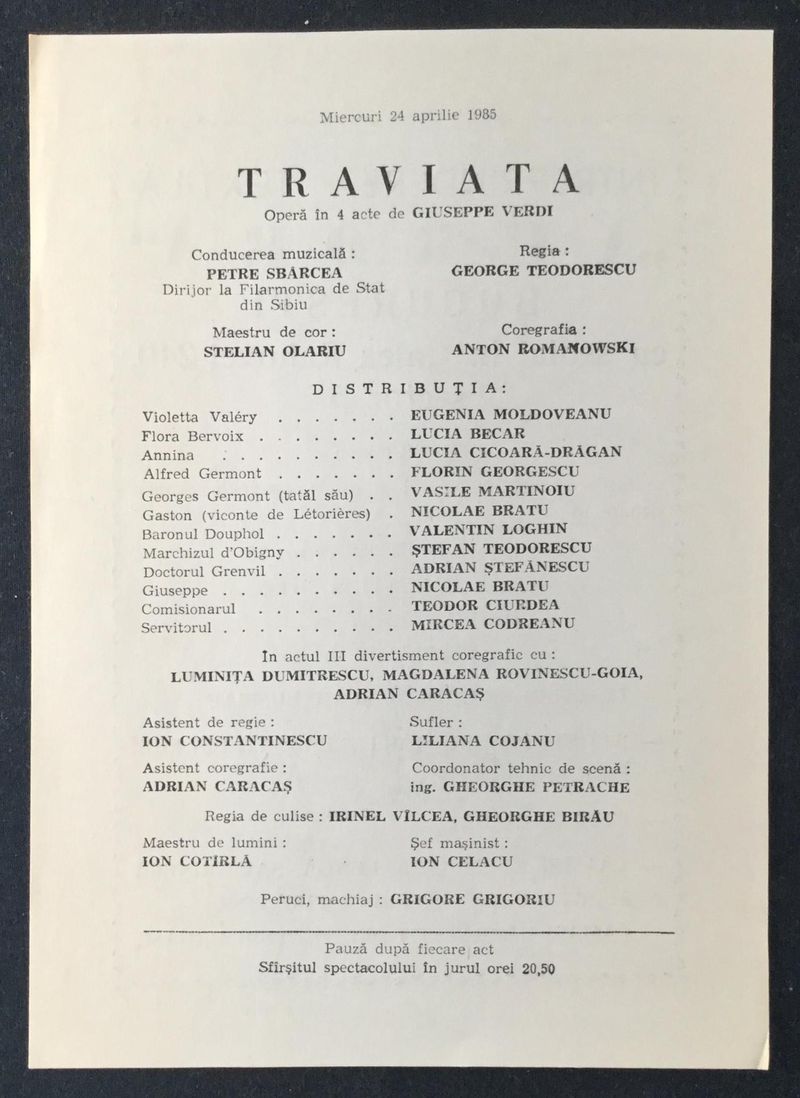 Miercuri 24 aprilie 1985
TRAVIATA
Operă în 4 acte de GIUSEPPE VERDI
Conducerea muzicală :
PETRE SBÂRCEA
Dirijor la Filarmonica de Stat
din Sibiu
Regia :
GEORGE TEODORESCU
Maestru de cor :
STELIAN OLARIU
Coregrafia :
ANTON ROMANOWSKI
DISTRIBUȚIA:
Violetta Valéry . . . . . . . EUGENIA MOLDOVEANU
Flora Bervoix . . . . . . . . LUCIA BECAR
Annina . . . . . . . . . . LUCIA CICOARĂ-DRĂGAN
Alfred Germont . . . . . . . FLORIN GEORGESCU
Georges Germont (tatăl său) . . VASILE MARTINOIU
Gaston (viconte de Létorières) . NICOLAE BRATU
Baronul Douphol . . . . . . . VALENTIN LOGHIN
Marchizul d'Obigny . . . . . . ȘTEFAN TEODORESCU
Doctorul Grenvil . . . . . . . ADRIAN ȘTEFĂNESCU
Giuseppe . . . . . . . . . . NICOLAE BRATU
Comisionarul . . . . . . . . TEODOR CIURDEA
Servitorul . . . . . . . . . . MIRCEA CODREANU
În actul III divertisment coregrafic cu :
LUMINIȚA DUMITRESCU, MAGDALENA ROVINESCU-GOIA,
ADRIAN CARACAȘ
Asistent de regie :
ION CONSTANTINESCU
Sufler :
LILIANA COJANU
Asistent coregrafie :
ADRIAN CARACAȘ
Coordonator tehnic de scenă :
ing. GHEORGHE PETRACHE
Regia de culise : IRINEL VÎLCEA, GHEORGHE BIRĂU
Maestru de lumini :
ION COTÎRLĂ
Șef mașinist :
ION CELACU
Peruci, machiaj : GRIGORE GRIGORIU
Pauză după fiecare act
Sfîrșitul spectacolului în jurul orei 20,50